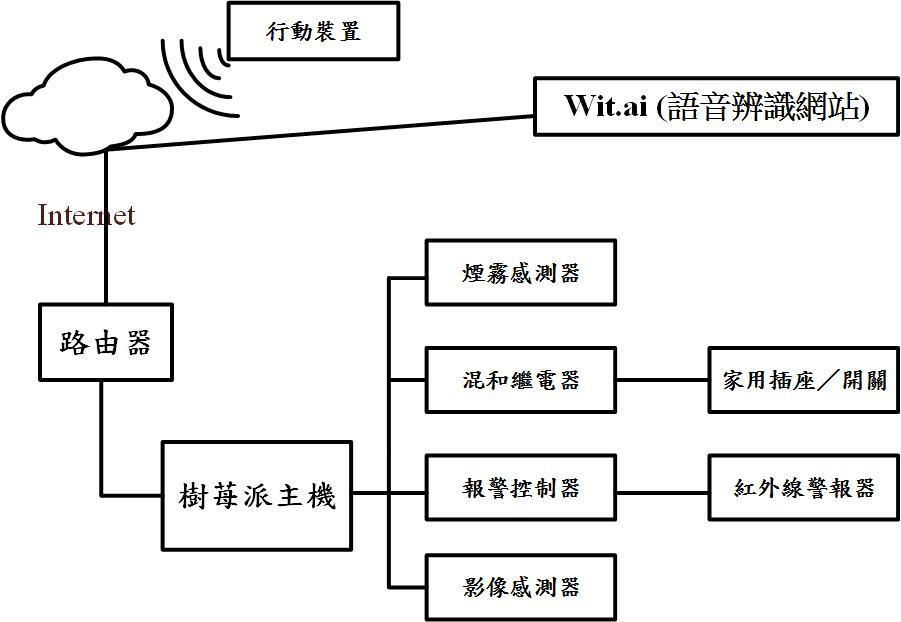 行動裝置
Wit.ai (語音辨識網站)
Internet
煙霧感測器
路由器
混和繼電器
家用插座／開關
樹莓派主機
報警控制器
紅外線警報器
影像感測器